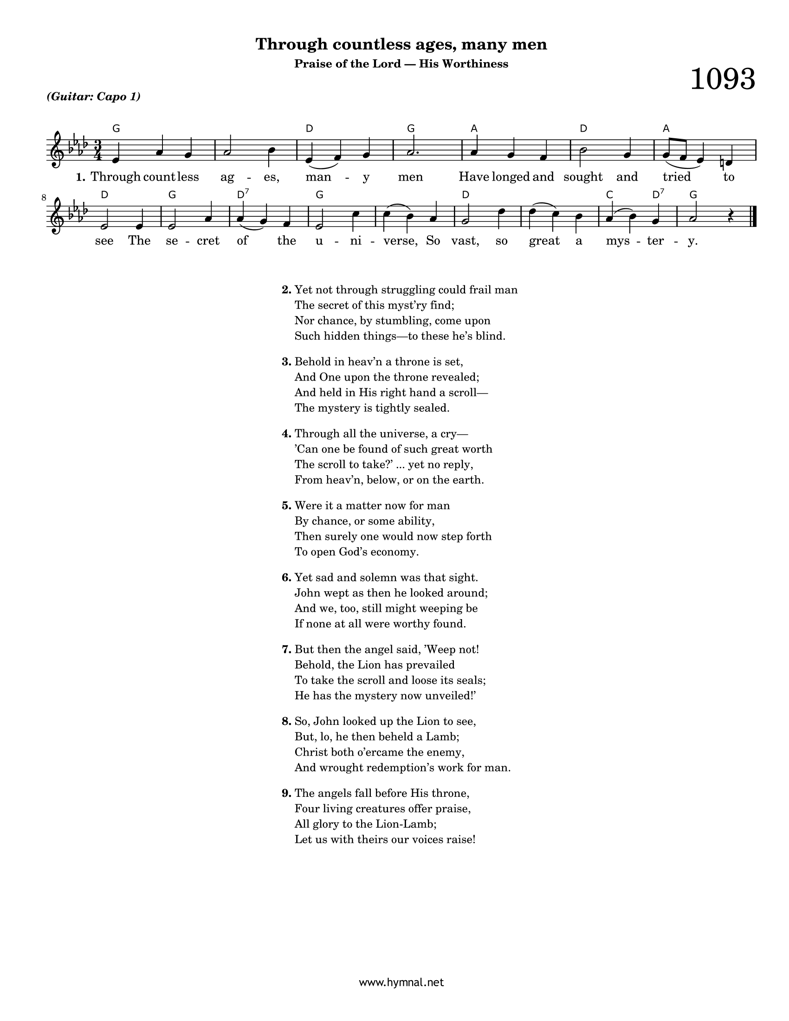 Through countless ages, many men
Praise of the Lord — His Worthiness
1093
(Guitar: Capo 1)
G D G A D A
3
4
1. Through countless ag - es, man - y men Have longed and sought and tried to
8
D G D7 G D C D7 G
see The se - cret of the u - ni - verse, So vast, so great a mys - ter - y.
2. Yet not through struggling could frail man
The secret of this myst'ry find;
Nor chance, by stumbling, come upon
Such hidden things—to these he's blind.
3. Behold in heav'n a throne is set,
And One upon the throne revealed;
And held in His right hand a scroll—
The mystery is tightly sealed.
4. Through all the universe, a cry—
'Can one be found of such great worth
The scroll to take?' ... yet no reply,
From heav'n, below, or on the earth.
5. Were it a matter now for man
By chance, or some ability,
Then surely one would now step forth
To open God's economy.
6. Yet sad and solemn was that sight.
John wept as then he looked around;
And we, too, still might weeping be
If none at all were worthy found.
7. But then the angel said, 'Weep not!
Behold, the Lion has prevailed
To take the scroll and loose its seals;
He has the mystery now unveiled!'
8. So, John looked up the Lion to see,
But, lo, he then beheld a Lamb;
Christ both o'ercame the enemy,
And wrought redemption's work for man.
9. The angels fall before His throne,
Four living creatures offer praise,
All glory to the Lion-Lamb;
Let us with theirs our voices raise!
www.hymnal.net